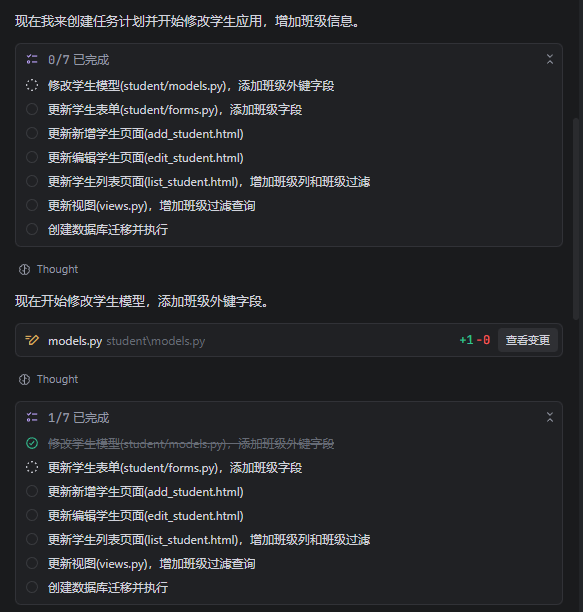 现在我来创建任务计划并开始修改学生应用，增加班级信息。
0/7 已完成
修改学生模型(student/models.py)，添加班级外键字段
更新学生表单(student/forms.py)，添加班级字段
更新新增学生页面(add_student.html)
更新编辑学生页面(edit_student.html)
更新学生列表页面(list_student.html)，增加班级列和班级过滤
更新视图(views.py)，增加班级过滤查询
创建数据库迁移并执行
Thought
现在开始修改学生模型，添加班级外键字段。
models.py student\models.py +1 -0 查看变更
Thought
1/7 已完成
修改学生模型(student/models.py)，添加班级外键字段
更新学生表单(student/forms.py)，添加班级字段
更新新增学生页面(add_student.html)
更新编辑学生页面(edit_student.html)
更新学生列表页面(list_student.html)，增加班级列和班级过滤
更新视图(views.py)，增加班级过滤查询
创建数据库迁移并执行